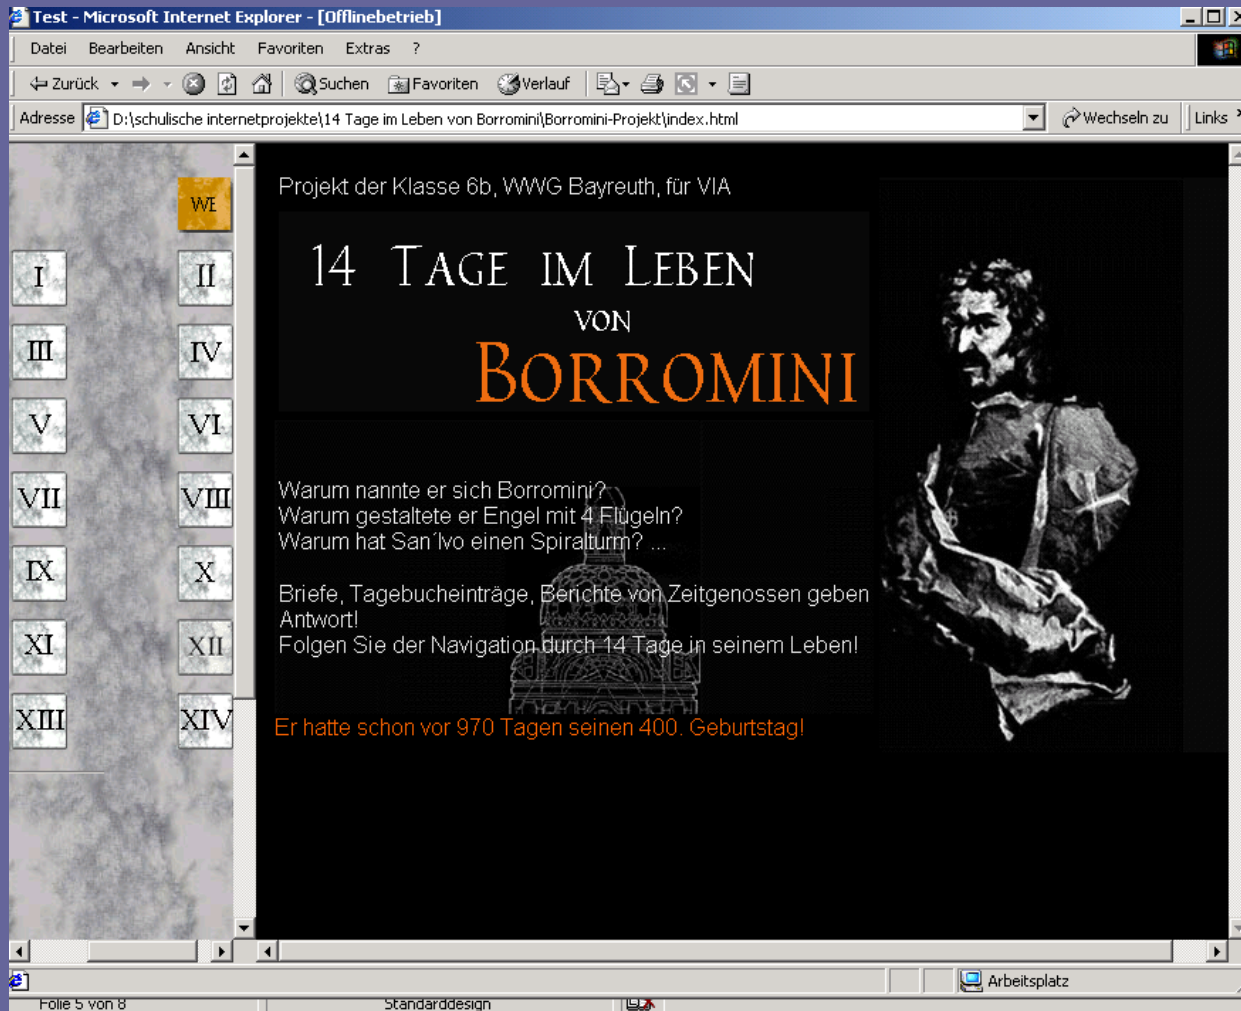 Test - Microsoft Internet Explorer - [Offlinebetrieb]
Datei Bearbeiten Ansicht Favoriten Extras ?
Zurück Suchen Favoriten Verlauf
Adresse D:\schulische internetprojekte\14 Tage im Leben von Borromini\Borromini-Projekt\index.html Wechseln zu Links
WE
I II
III IV
V VI
VII VIII
IX X
XI XII
XIII XIV
Projekt der Klasse 6b, WWG Bayreuth, für VIA
14 Tage im Leben
von
Borromini
Warum nannte er sich Borromini?
Warum gestaltete er Engel mit 4 Flügeln?
Warum hat San´Ivo einen Spiralturm? ...
Briefe, Tagebucheinträge, Berichte von Zeitgenossen geben
Antwort!
Folgen Sie der Navigation durch 14 Tage in seinem Leben!
Er hatte schon vor 970 Tagen seinen 400. Geburtstag!
Arbeitsplatz
Folie 5 von 8 Standarddesign